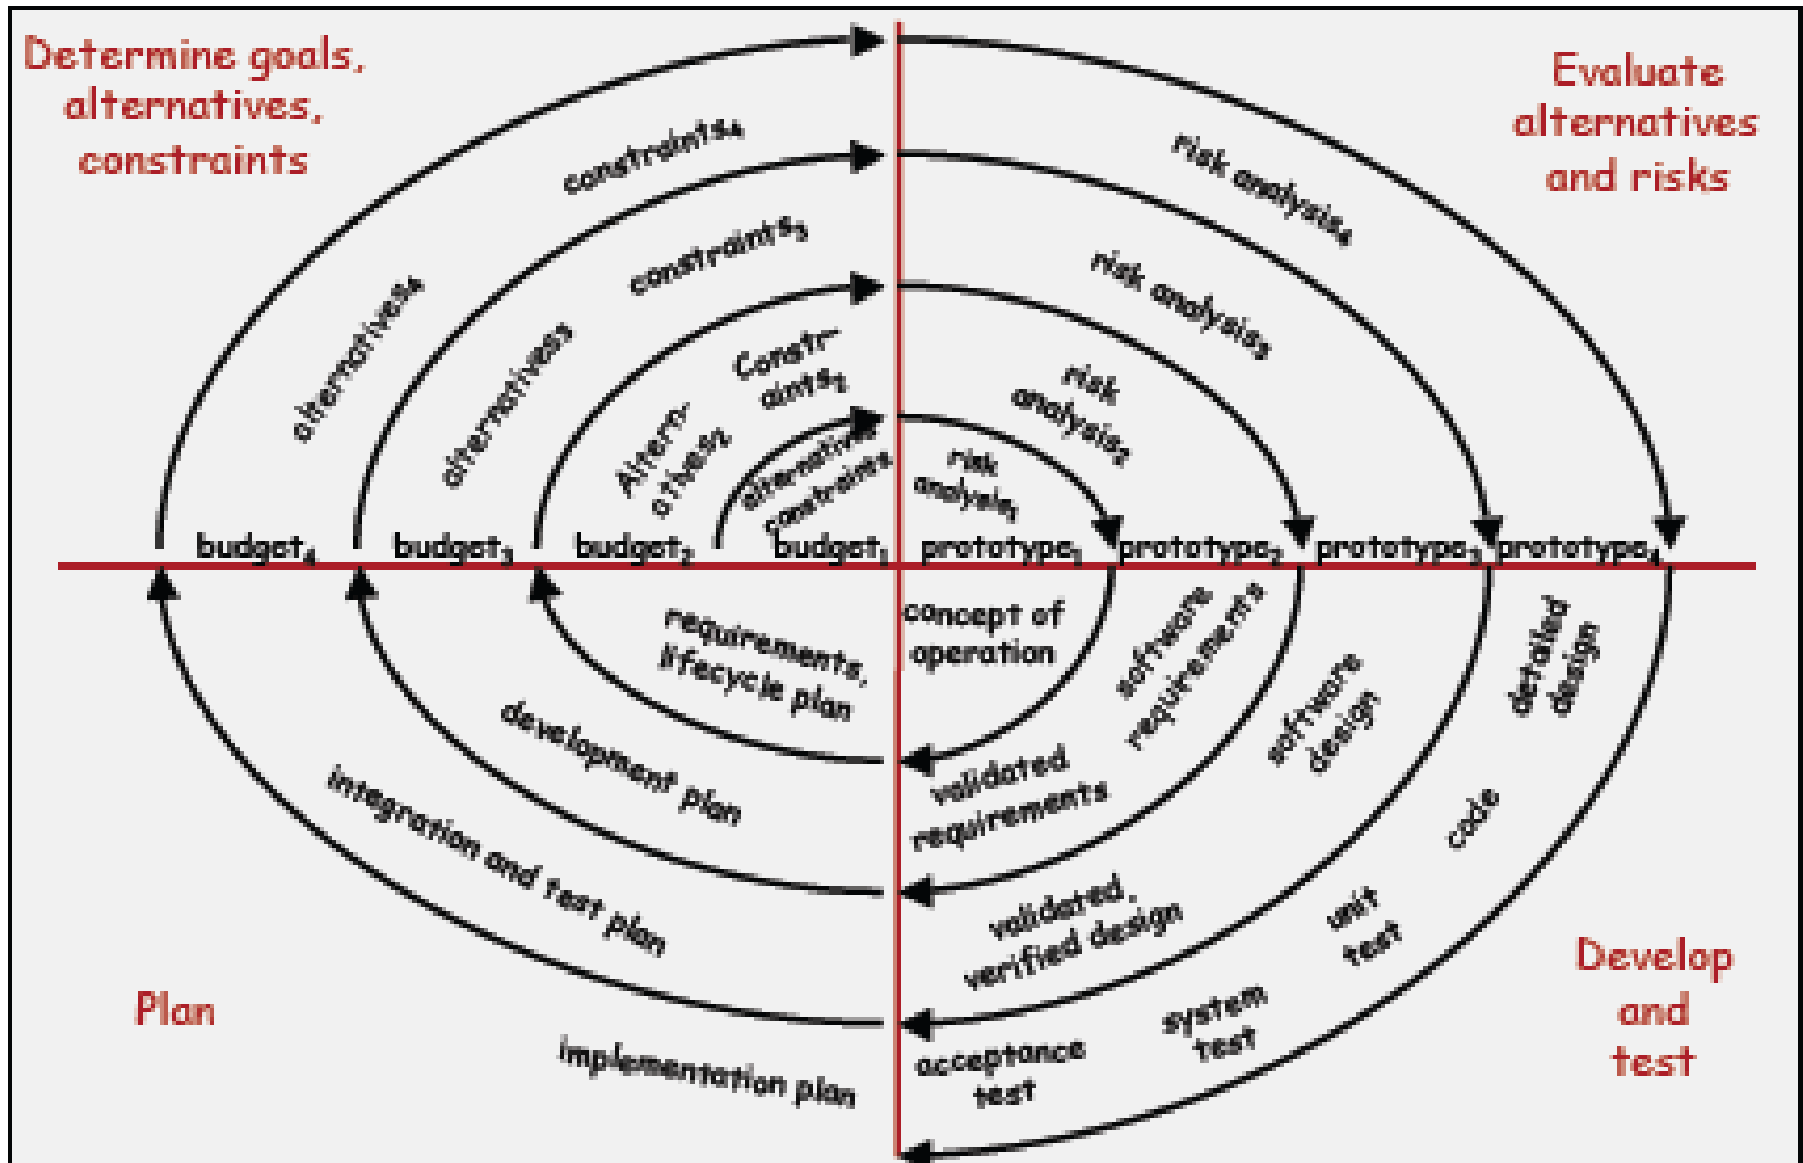 Determine goals,
alternatives,
constraints
Evaluate
alternatives
and risks
constraints₄
alternatives₄
constraints₃
alternatives₃
Constr-
aints₂
Altern-
atives₂
alternatives
constraints
risk analysis₄
risk analysis₃
risk
analysis₂
risk
analysis₁
budget₄ budget₃ budget₂ budget₁ prototype₁ prototype₂ prototype₃ prototype₄
requirements,
lifecycle plan
development plan
integration and test plan
implementation plan
concept of
operation
software
requirements
validated
requirements
software
design
validated,
verified design
detailed
design
code
unit
test
system
test
acceptance
test
Plan
Develop
and
test